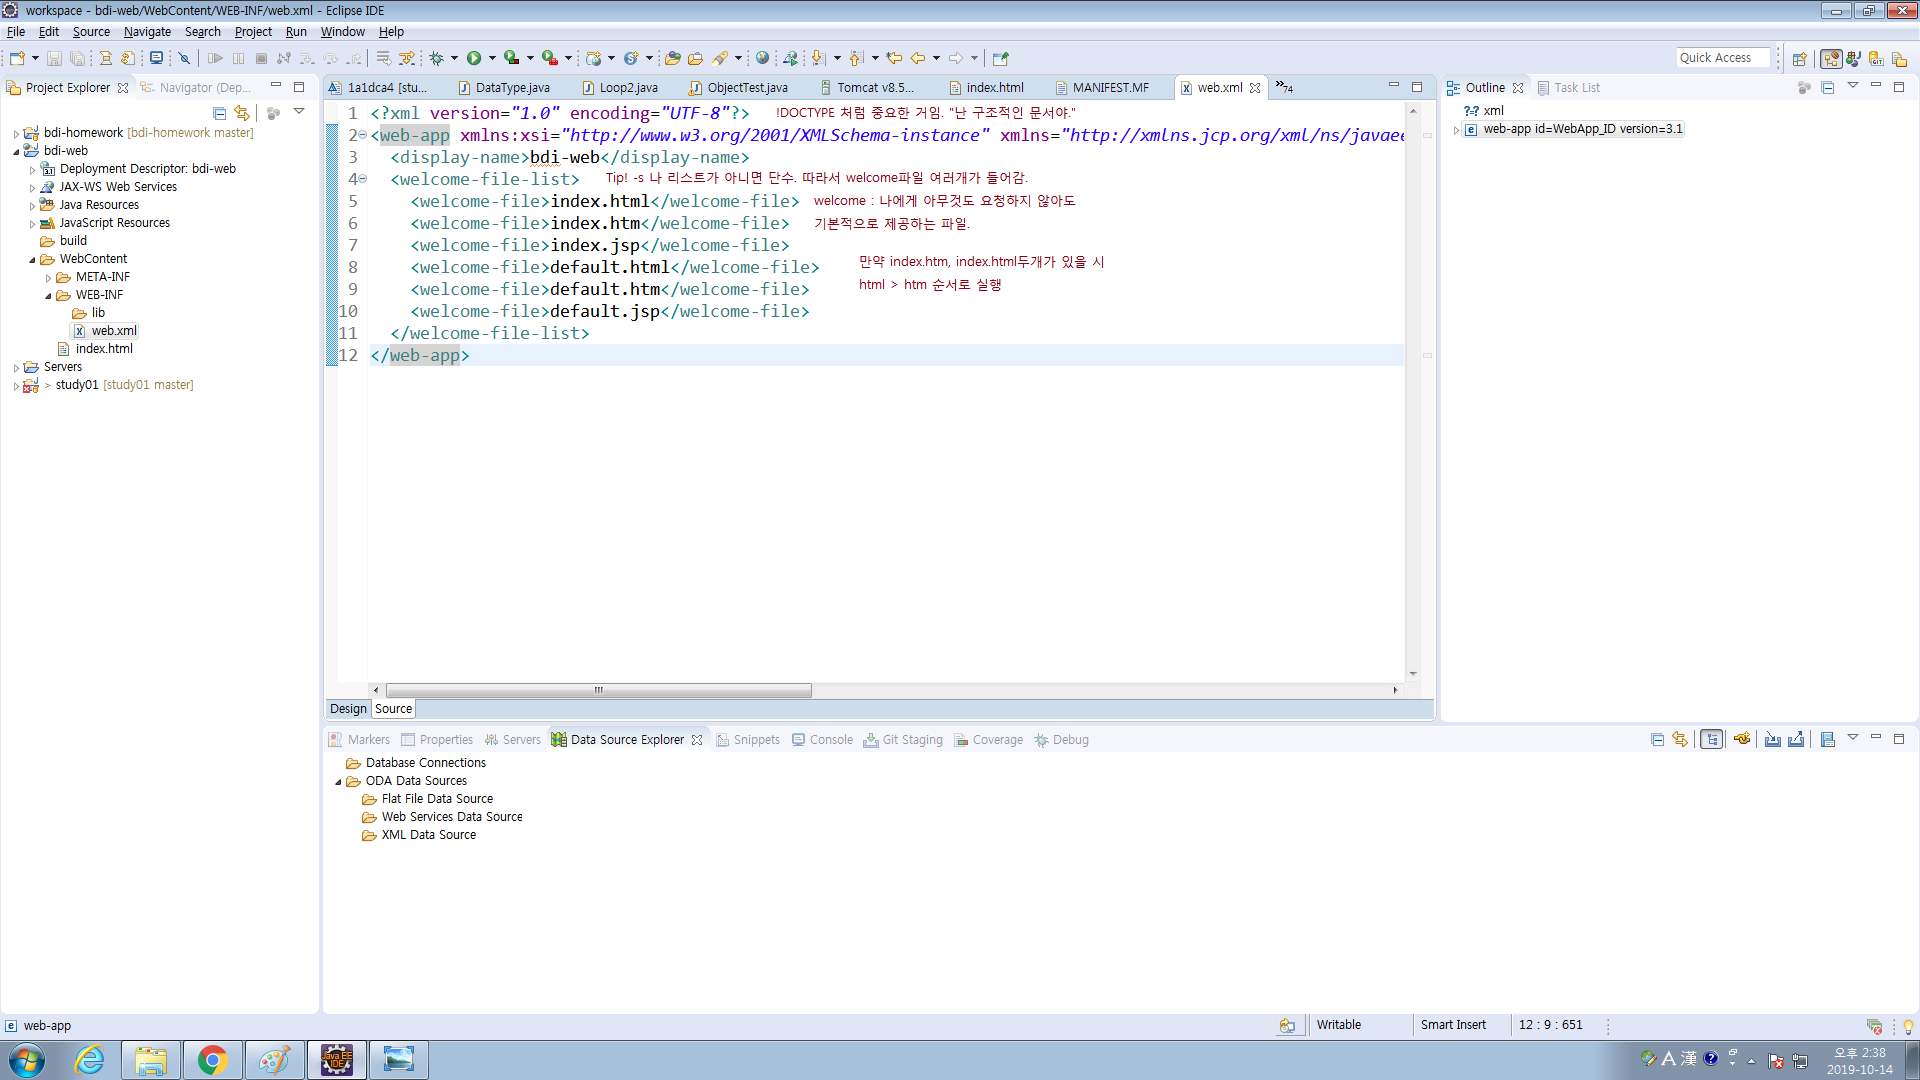 workspace - bdi-web/WebContent/WEB-INF/web.xml - Eclipse IDE
File Edit Source Navigate Search Project Run Window Help
Quick Access
Project Explorer
Navigator (Dep...
bdi-homework [bdi-homework master]
bdi-web
Deployment Descriptor: bdi-web
JAX-WS Web Services
Java Resources
JavaScript Resources
build
WebContent
META-INF
WEB-INF
lib
web.xml
index.html
Servers
> study01 [study01 master]
1a1dca4 [stu... DataType.java Loop2.java ObjectTest.java Tomcat v8.5... index.html MANIFEST.MF web.xml »74
1 <?xml version="1.0" encoding="UTF-8"?> !DOCTYPE 처럼 중요한 거임. "난 구조적인 문서야."
2 <web-app xmlns:xsi="http://www.w3.org/2001/XMLSchema-instance" xmlns="http://xmlns.jcp.org/xml/ns/javaee
3 <display-name>bdi-web</display-name>
4 <welcome-file-list> Tip! -s 나 리스트가 아니면 단수. 따라서 welcome파일 여러개가 들어감.
5 <welcome-file>index.html</welcome-file> welcome : 나에게 아무것도 요청하지 않아도
6 <welcome-file>index.htm</welcome-file> 기본적으로 제공하는 파일.
7 <welcome-file>index.jsp</welcome-file>
8 <welcome-file>default.html</welcome-file> 만약 index.htm, index.html두개가 있을 시
9 <welcome-file>default.htm</welcome-file> html > htm 순서로 실행
10 <welcome-file>default.jsp</welcome-file>
11 </welcome-file-list>
12 </web-app>
Design Source
Outline
Task List
?-? xml
web-app id=WebApp_ID version=3.1
Markers Properties Servers Data Source Explorer Snippets Console Git Staging Coverage Debug
Database Connections
ODA Data Sources
Flat File Data Source
Web Services Data Source
XML Data Source
web-app
Writable
Smart Insert
12 : 9 : 651
Java EE IDE
A 漢
오후 2:38
2019-10-14